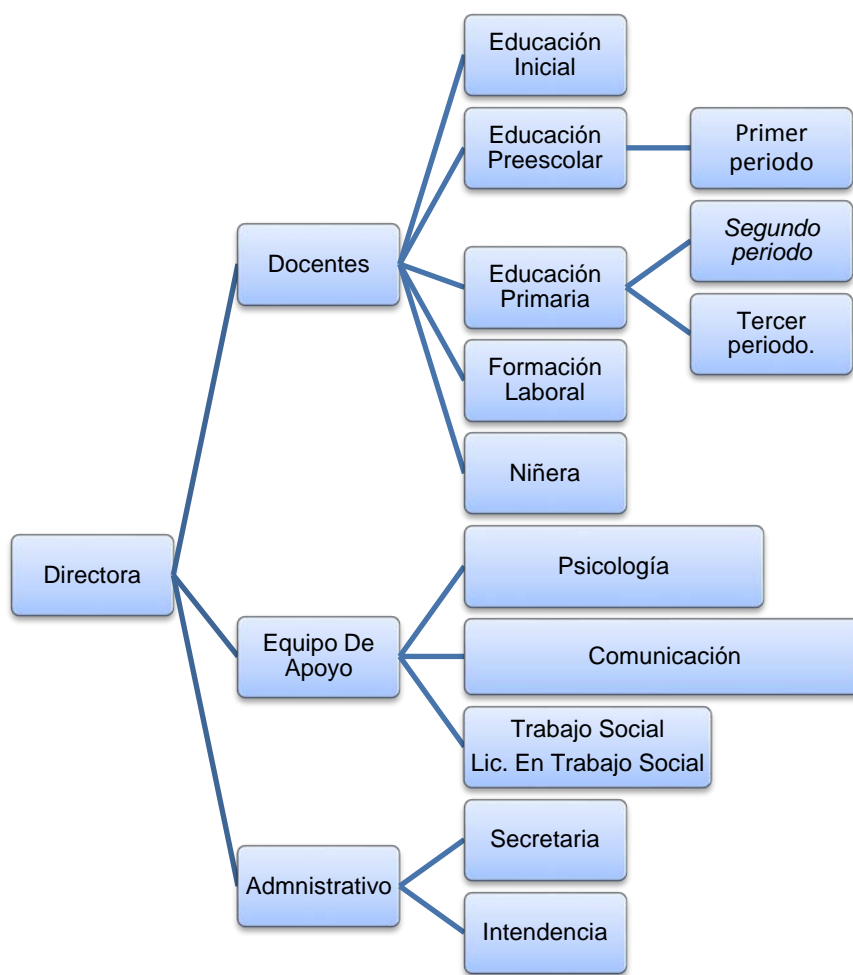 Educación
Inicial
Educación
Preescolar
Primer
periodo
Segundo
periodo
Docentes
Educación
Primaria
Tercer
periodo.
Formación
Laboral
Niñera
Directora
Psicología
Equipo De
Apoyo
Comunicación
Trabajo Social
Lic. En Trabajo Social
Secretaria
Admnistrativo
Intendencia